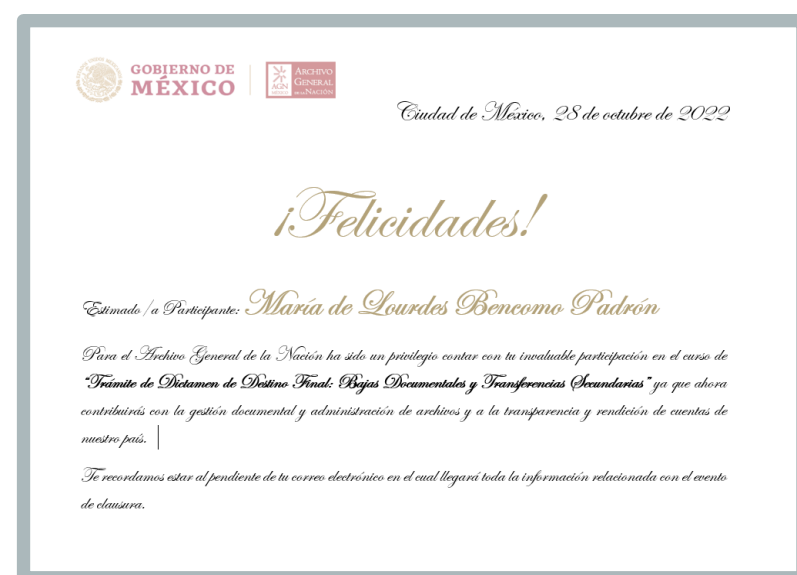 GOBIERNO DE
MÉXICO
ARCHIVO
GENERAL
DE LA NACIÓN
AGN
MÉXICO
Ciudad de México, 28 de octubre de 2022
¡Felicidades!
Estimado /a Participante: María de Lourdes Bencomo Padrón
Para el Archivo General de la Nación ha sido un privilegio contar con tu invaluable participación en el curso de
“Trámite de Dictamen de Destino Final: Bajas Documentales y Transferencias Secundarias” ya que ahora
contribuirás con la gestión documental y administración de archivos y a la transparencia y rendición de cuentas de
nuestro país.
Te recordamos estar al pendiente de tu correo electrónico en el cual llegará toda la información relacionada con el evento
de clausura.